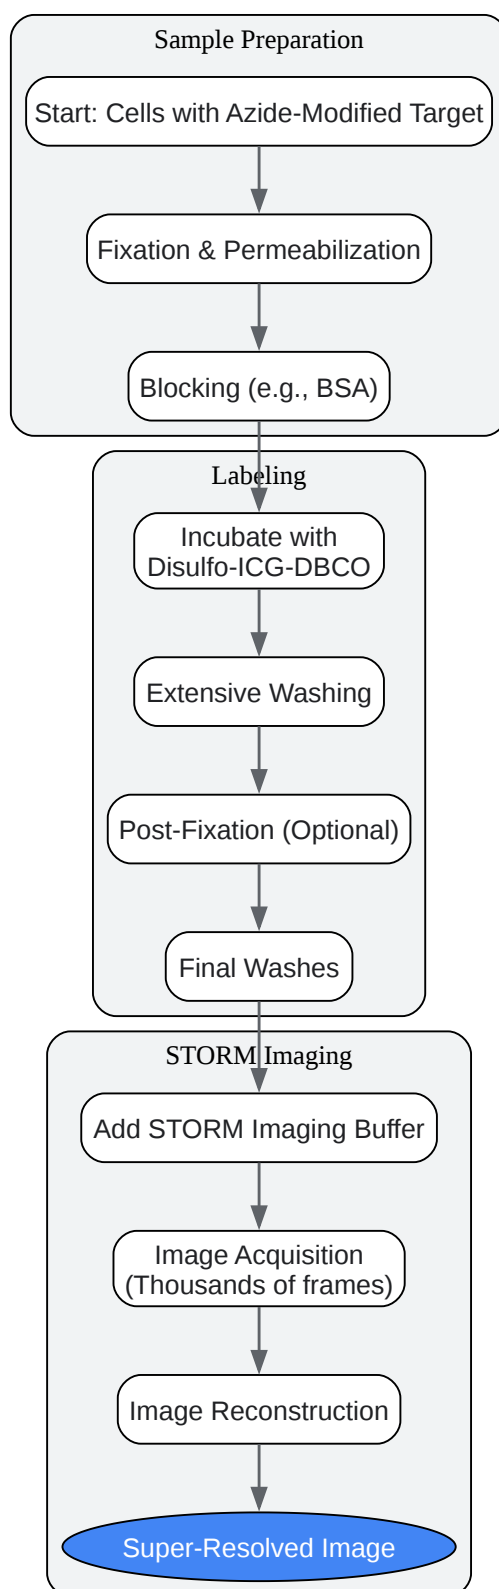 Sample Preparation
Start: Cells with Azide-Modified Target
Fixation & Permeabilization
Blocking (e.g., BSA)
Labeling
Incubate with
Disulfo-ICG-DBCO
Extensive Washing
Post-Fixation (Optional)
Final Washes
STORM Imaging
Add STORM Imaging Buffer
Image Acquisition
(Thousands of frames)
Image Reconstruction
Super-Resolved Image